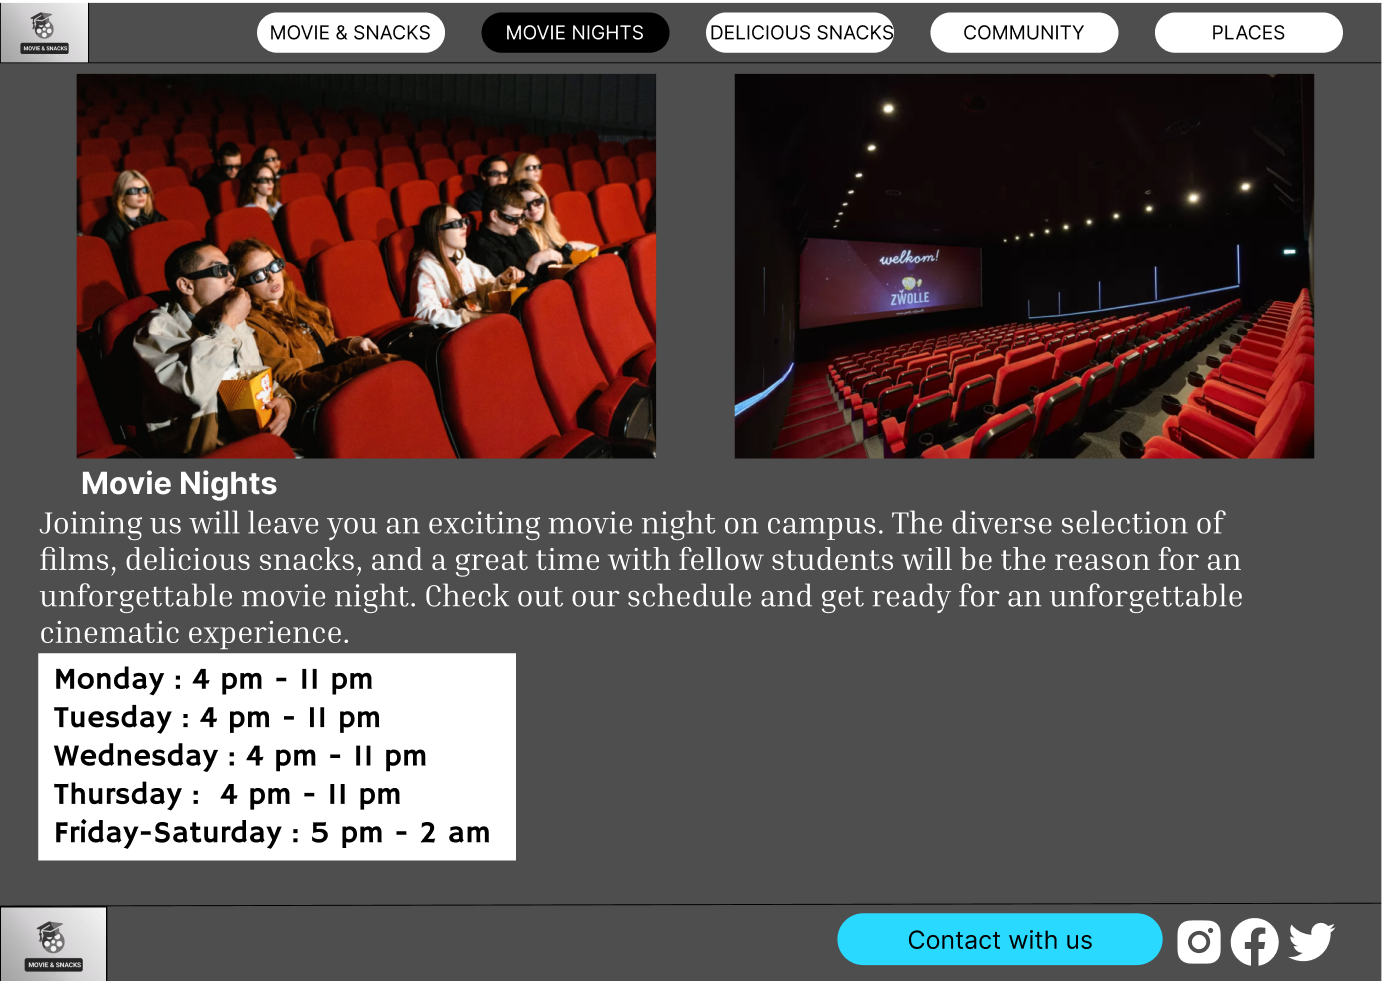 MOVIE & SNACKS
MOVIE & SNACKS
MOVIE NIGHTS
DELICIOUS SNACKS
COMMUNITY
PLACES
welkom!
ZWOLLE
Movie Nights
Joining us will leave you an exciting movie night on campus. The diverse selection of
films, delicious snacks, and a great time with fellow students will be the reason for an
unforgettable movie night. Check out our schedule and get ready for an unforgettable
cinematic experience.
Monday : 4 pm - 11 pm
Tuesday : 4 pm - 11 pm
Wednesday : 4 pm - 11 pm
Thursday :  4 pm - 11 pm
Friday-Saturday : 5 pm - 2 am
MOVIE & SNACKS
Contact with us